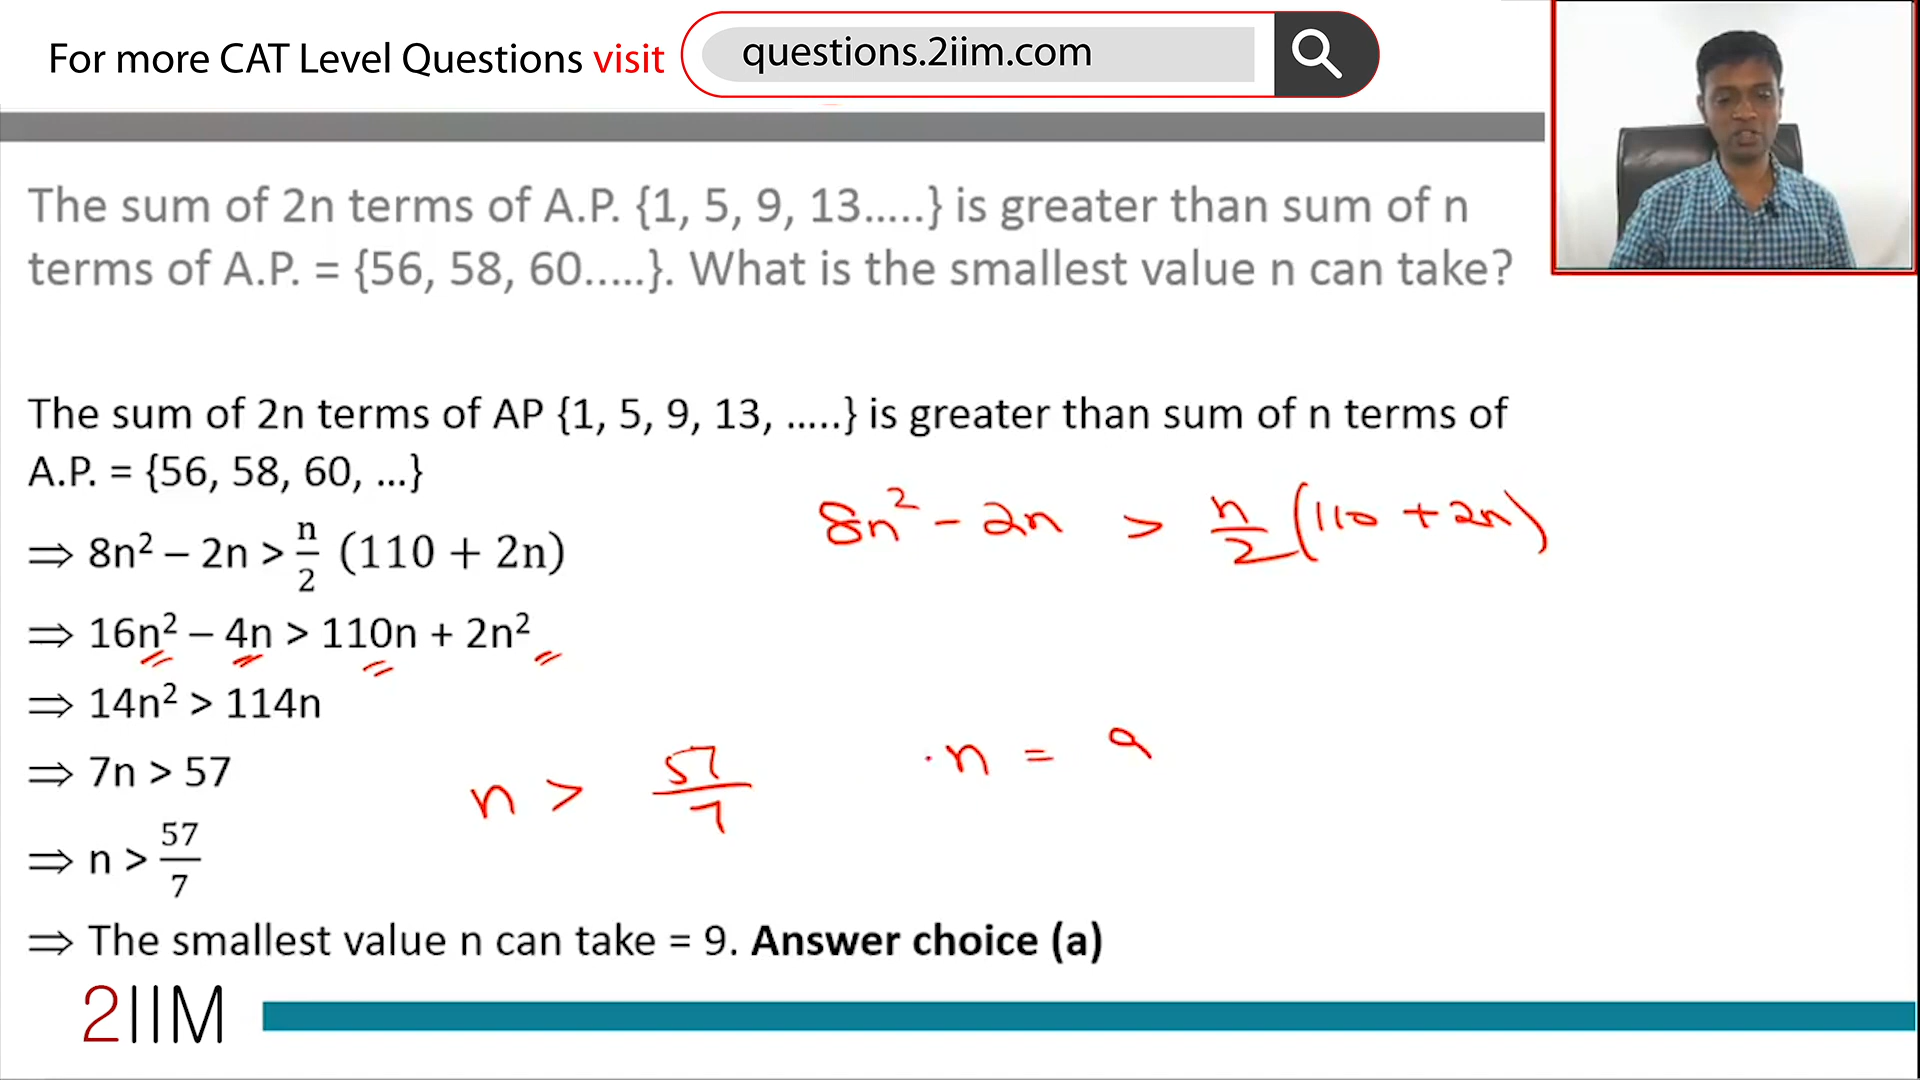 For more CAT Level Questions visit questions.2iim.com
The sum of 2n terms of A.P. {1, 5, 9, 13.....} is greater than sum of n
terms of A.P. = {56, 58, 60.....}. What is the smallest value n can take?
The sum of 2n terms of AP {1, 5, 9, 13, .....} is greater than sum of n terms of
A.P. = {56, 58, 60, ...}
8n² - 2n > n/2 (110 + 2n)
⇒ 8n² – 2n > n/2 (110 + 2n)
⇒ 16n² – 4n > 110n + 2n²
⇒ 14n² > 114n
⇒ 7n > 57
n > 57/7
n = 9
⇒ n > 57/7
⇒ The smallest value n can take = 9. Answer choice (a)
2IIM